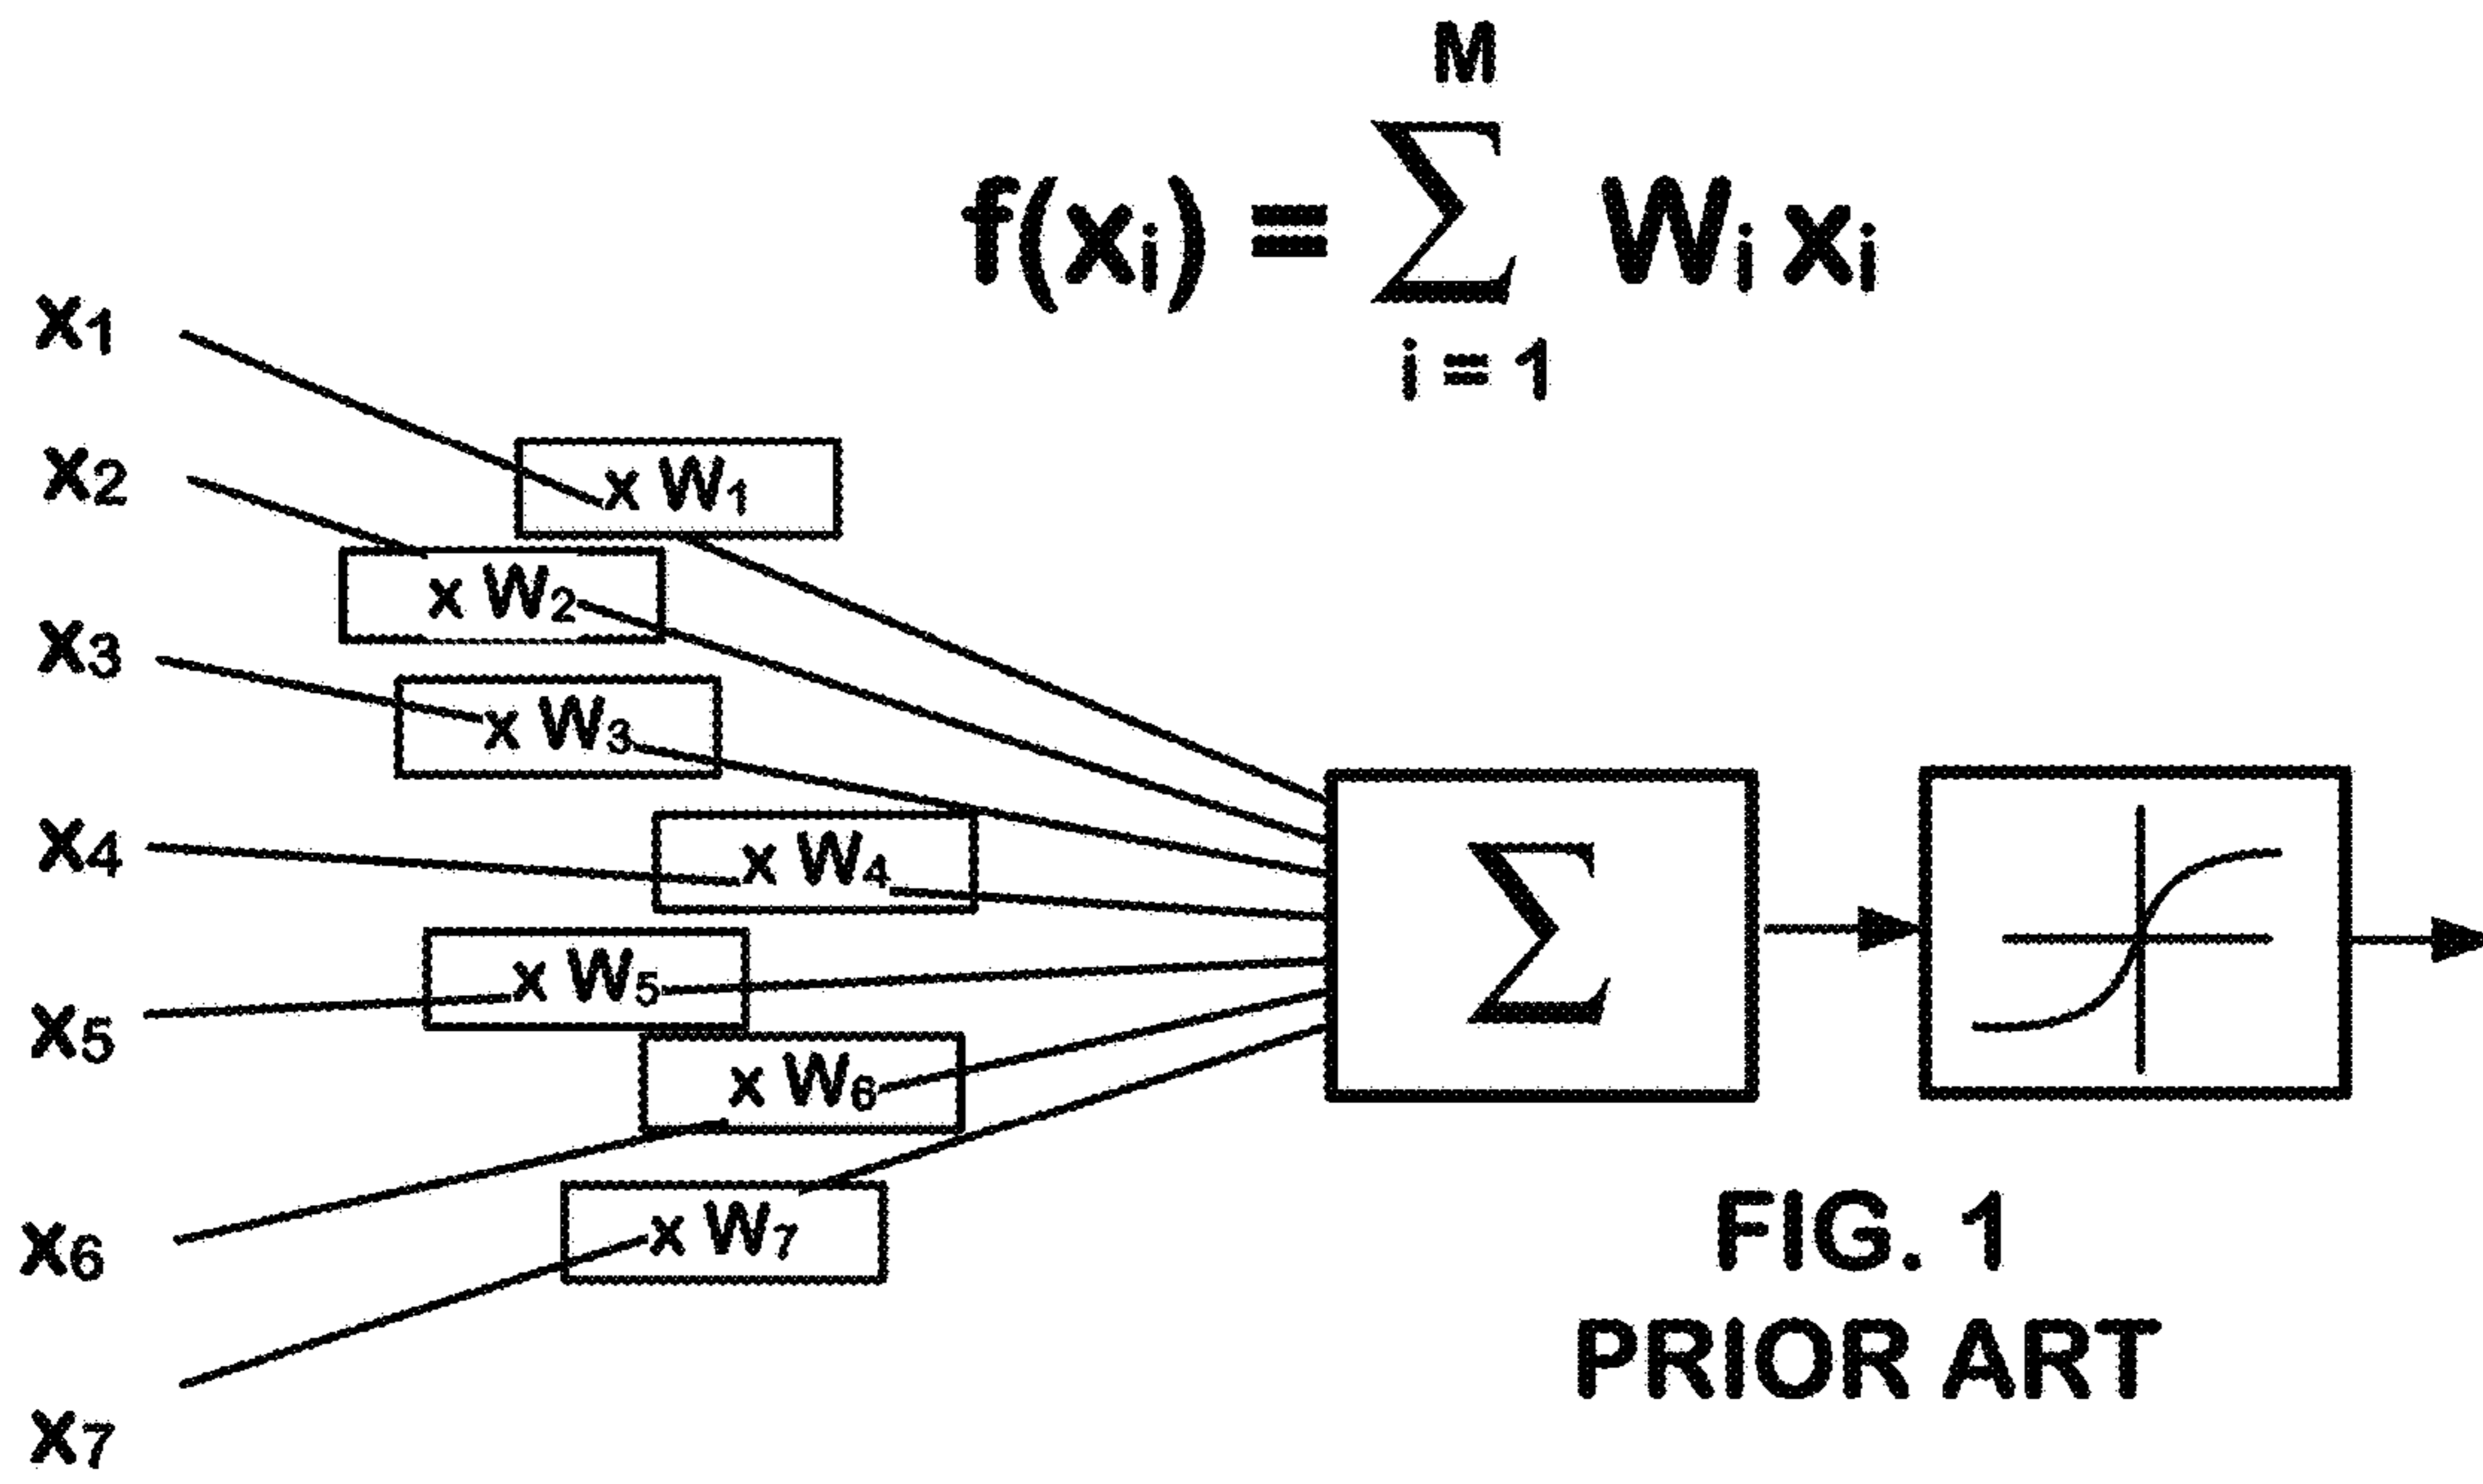 M
f(xi) = ∑ Wi xi
i = 1
x1
x W1
x2
x W2
x3
x W3
x4
x W4
x W5
x5
x W6
x6
x W7
x7
∑
FIG. 1
PRIOR ART